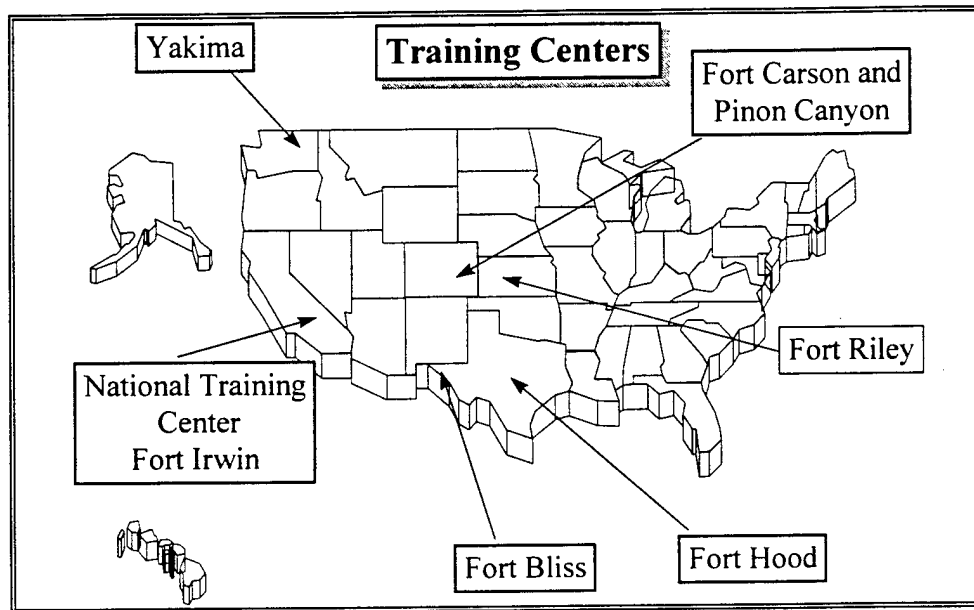 Yakima
Training Centers
Fort Carson and
Pinon Canyon
Fort Riley
National Training
Center
Fort Irwin
Fort Bliss
Fort Hood